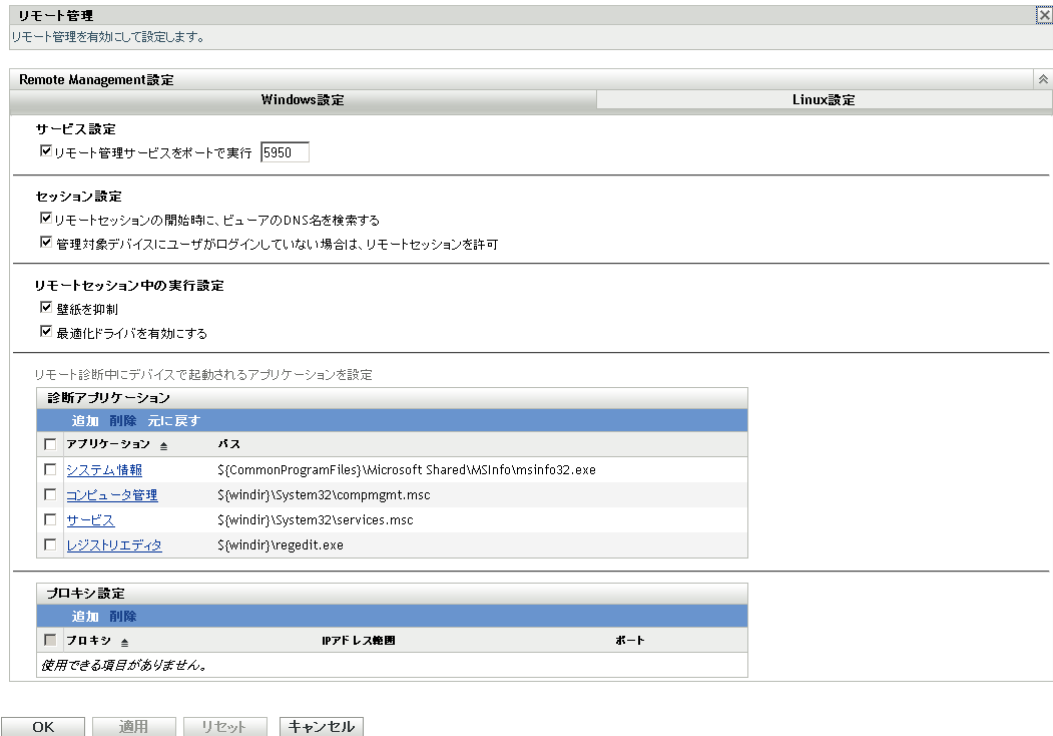 リモート管理
リモート管理を有効にして設定します。
Remote Management設定
Windows設定 Linux設定
サービス設定
リモート管理サービスをポートで実行 5950
セッション設定
リモートセッションの開始時に、ビューアのDNS名を検索する
管理対象デバイスにユーザがログインしていない場合は、リモートセッションを許可
リモートセッション中の実行設定
壁紙を抑制
最適化ドライバを有効にする
リモート診断中にデバイスで起動されるアプリケーションを設定
診断アプリケーション
追加 削除 元に戻す
アプリケーション パス
システム情報 ${CommonProgramFiles}\Microsoft Shared\MSInfo\msinfo32.exe
コンピュータ管理 ${windir}\System32\compmgmt.msc
サービス ${windir}\System32\services.msc
レジストリエディタ ${windir}\regedit.exe
プロキシ設定
追加 削除
プロキシ IPアドレス範囲 ポート
使用できる項目がありません。
OK 適用 リセット キャンセル